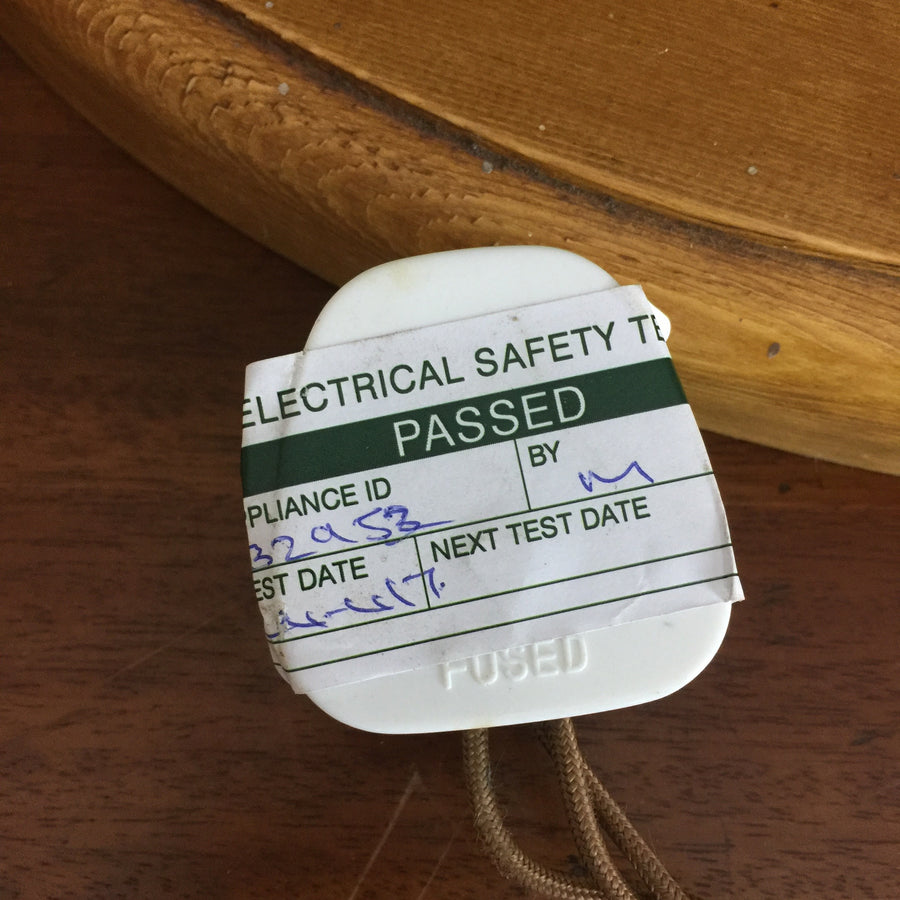 ELECTRICAL SAFETY TE
PASSED
PLIANCE ID
BY
32953
M
EST DATE
NEXT TEST DATE
FUSED